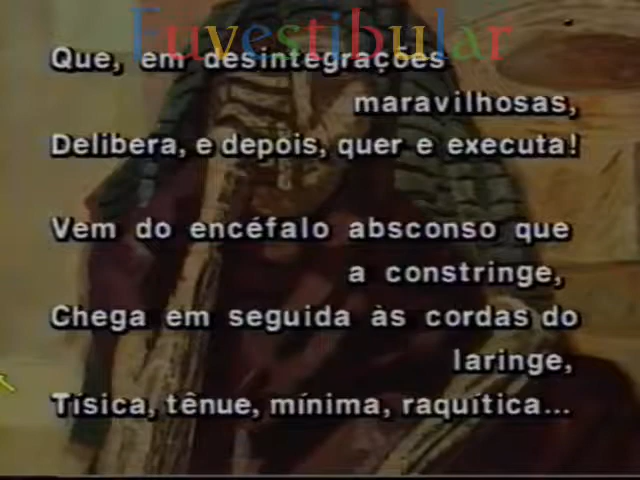 Fuvestibular
Que, em desintegrações
maravilhosas,
Delibera, e depois, quer e executa!
Vem do encéfalo absconso que
a constringe,
Chega em seguida às cordas do
laringe,
Tísica, tênue, mínima, raquítica...